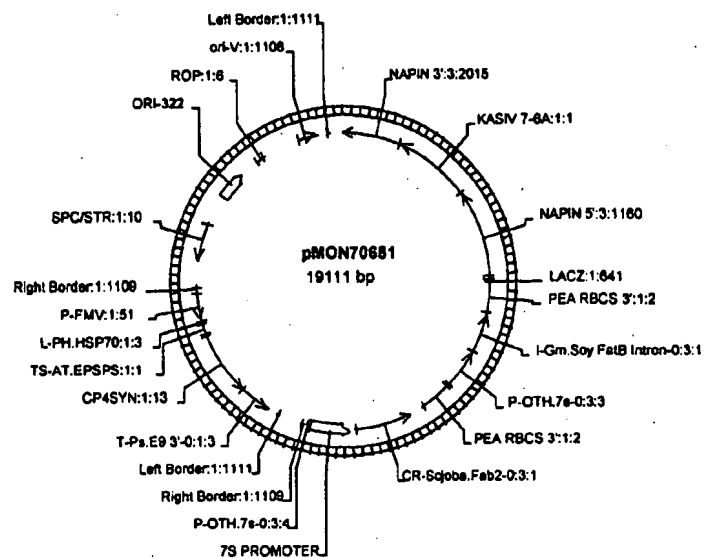 Left Border:1:1111
ori-V:1:1108
ROP:1:6
ORI-322
NAPIN 3':3:2015
KASIV 7-6A:1:1
SPC/STR:1:10
NAPIN 5':3:1160
pMON70681
19111 bp
Right Border:1:1109
LACZ:1:641
PEA RBCS 3':1:2
P-FMV:1:51
L-PH.HSP70:1:3
TS-AT.EPSPS:1:1
CP4SYN:1:13
I-Gm.Soy FatB Intron-0:3:1
P-OTH.7s-0:3:3
T-Ps.E9 3'-0:1:3
PEA RBCS 3':1:2
Left Border:1:1111
CR-Sojoba.Fab2-0:3:1
Right Border:1:1109
P-OTH.7s-0:3:4
7S PROMOTER